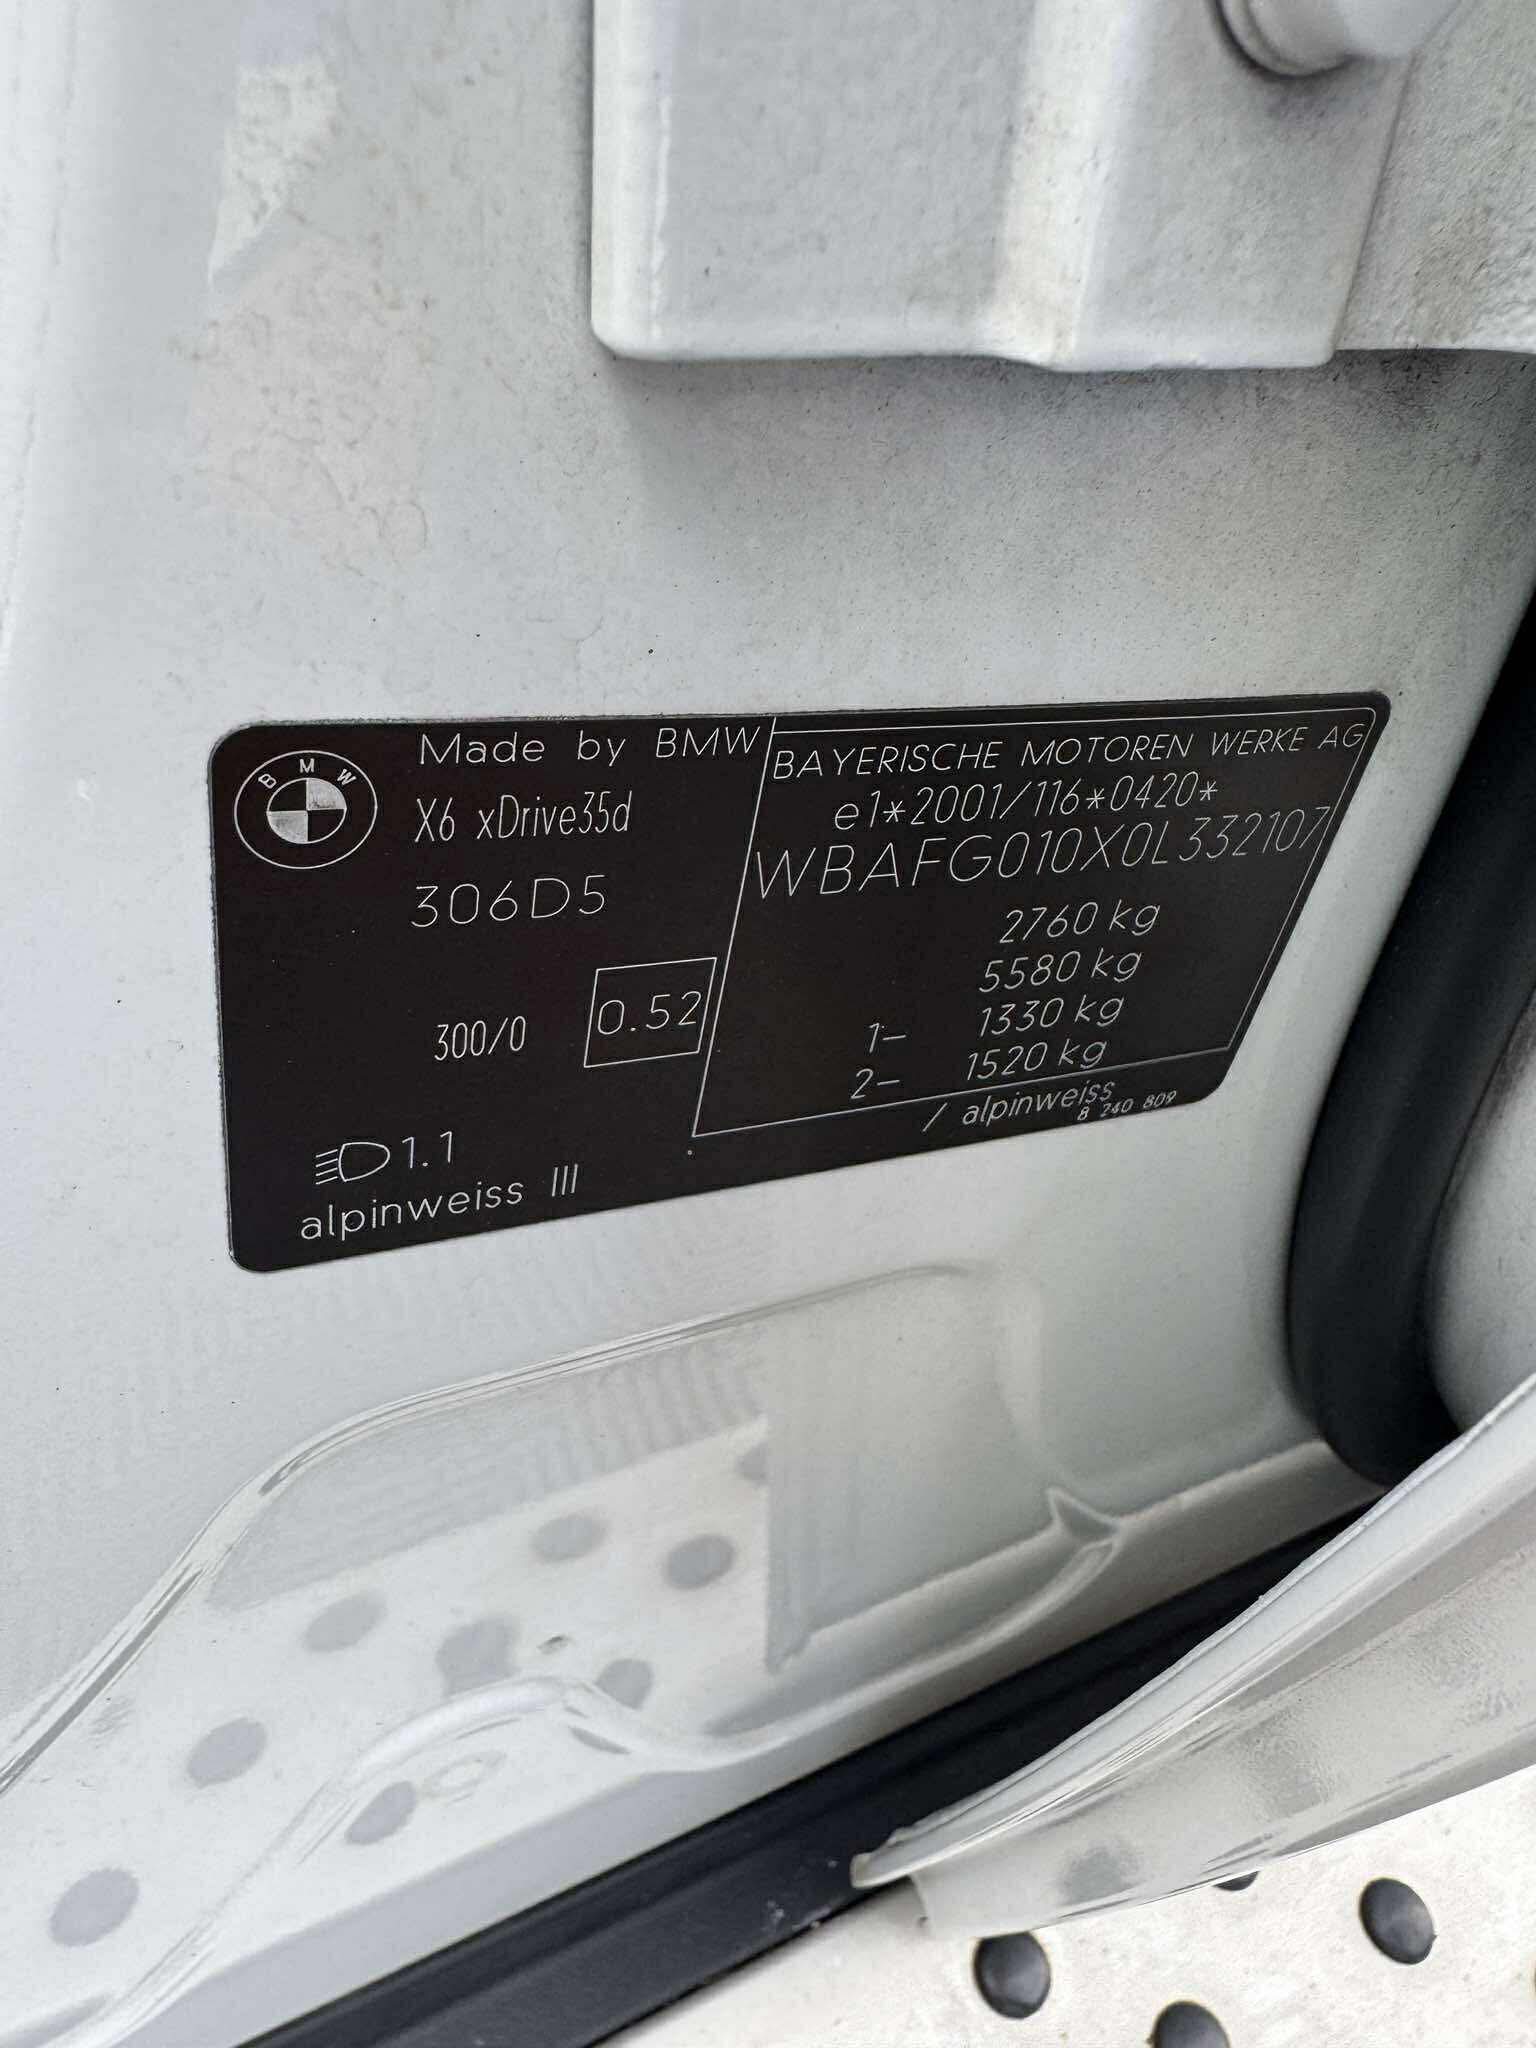 BMW
Made by BMW
X6 xDrive35d
306D5
300/0
0.52
1.1
alpinweiss III
BAYERISCHE MOTOREN WERKE AG
e1*2001/116*0420*
WBAFG010X0L332107
2760 kg
5580 kg
1- 1330 kg
2- 1520 kg
/ alpinweiss
8 240 809